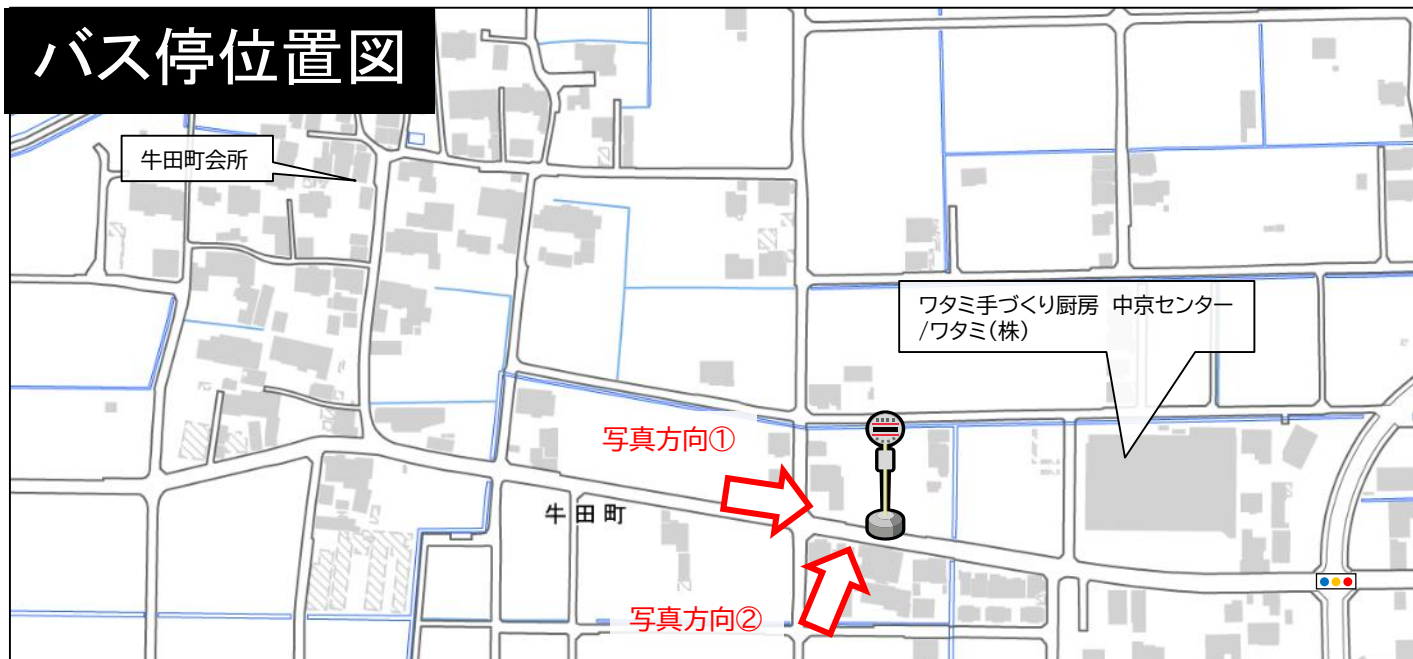 バス停位置図
牛田町会所
ワタミ手づくり厨房 中京センター
/ワタミ(株)
写真方向①
牛田町
写真方向②